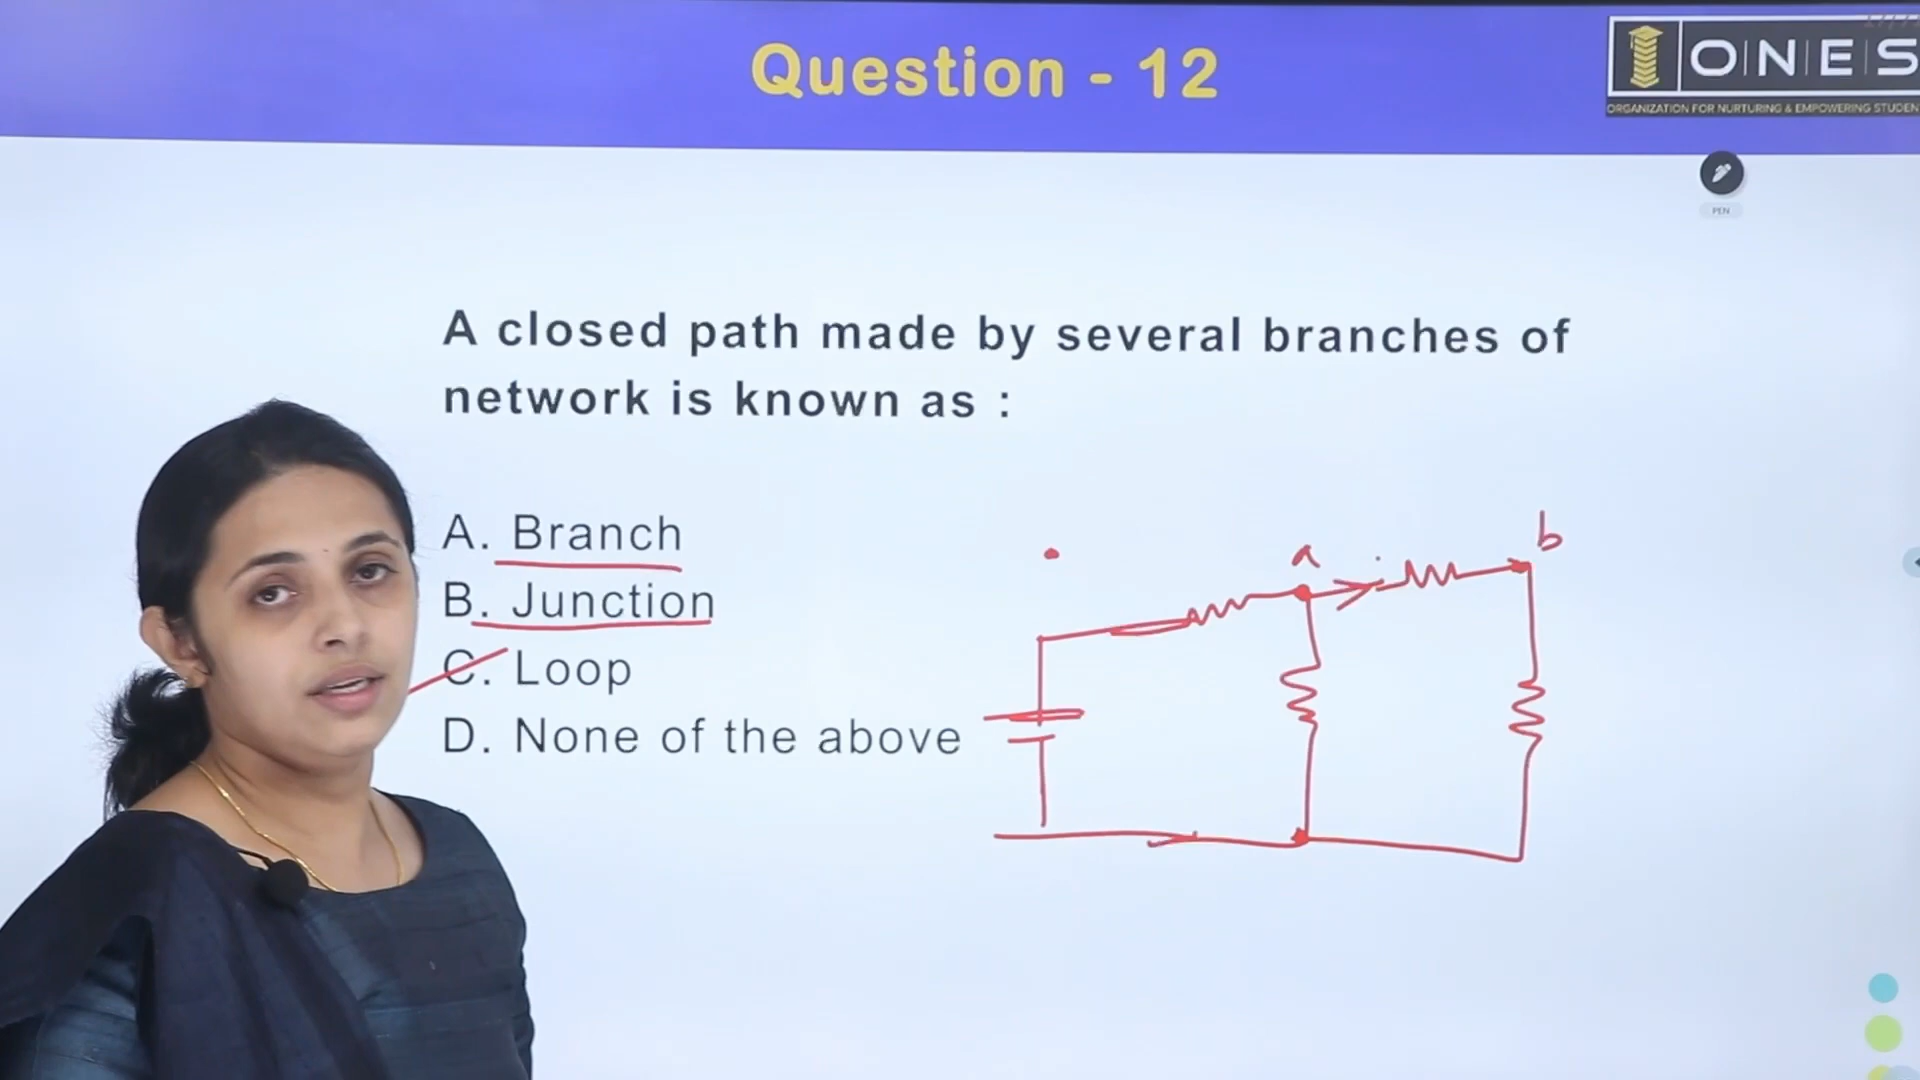 Question - 12
O|N|E|S
ORGANIZATION FOR NURTURING & EMPOWERING STUDEN
PEN
A closed path made by several branches of
network is known as :
A. Branch
B. Junction
C. Loop
D. None of the above
a
b